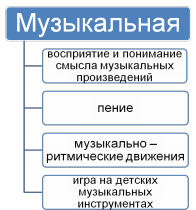 Музыкальная
восприятие и понимание
смысла музыкальных
произведений
пение
музыкально –
ритмические движения
игра на детских
музыкальных
инструментах